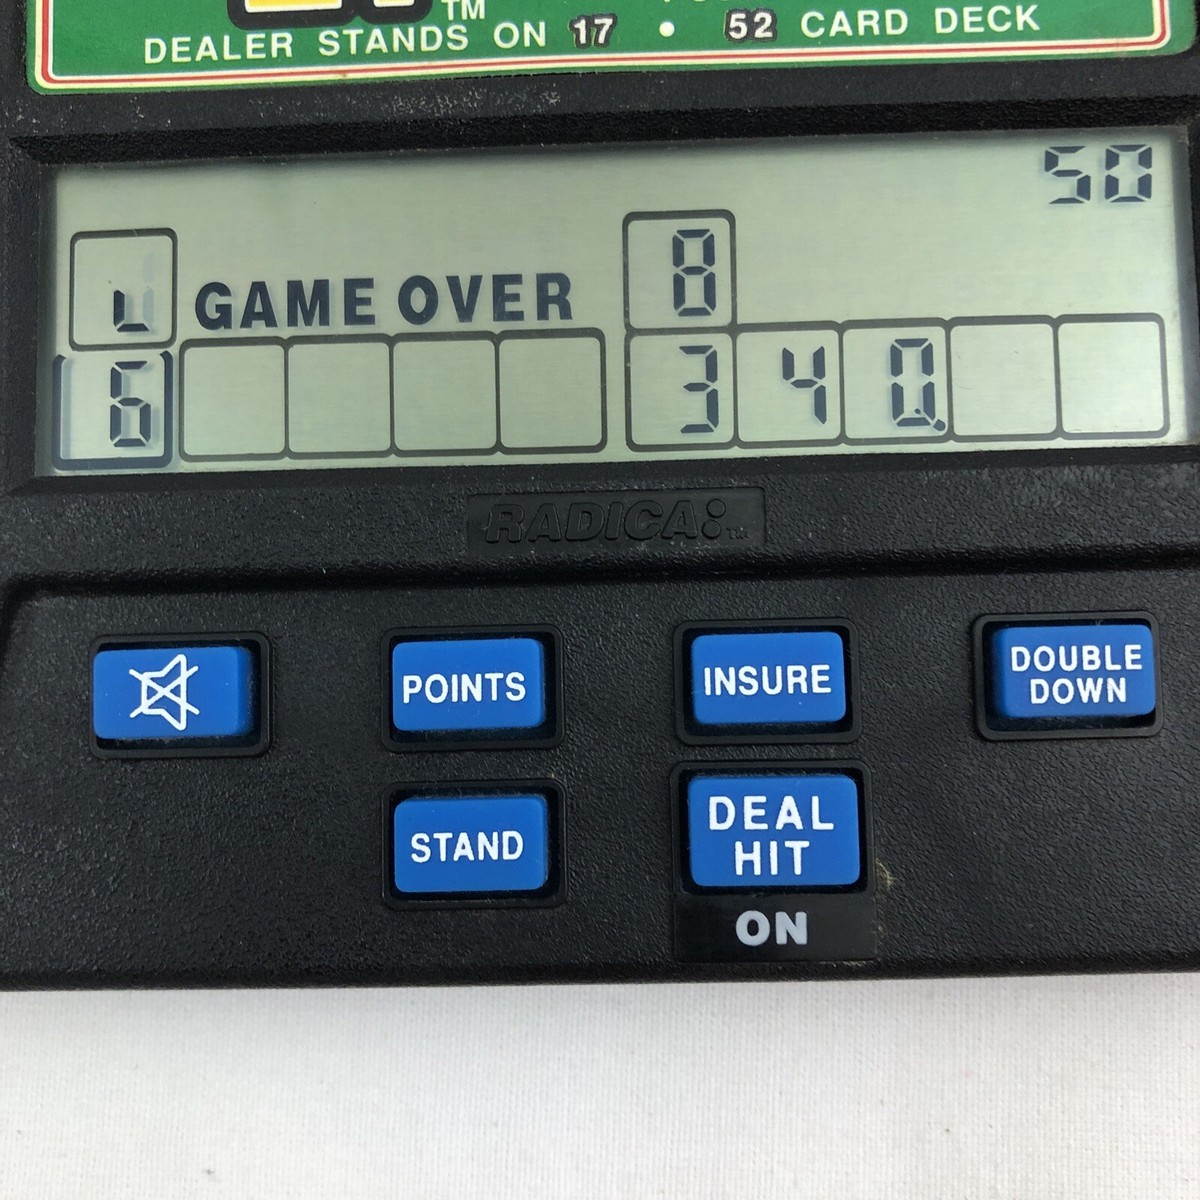 TM
DEALER STANDS ON 17 • 52 CARD DECK
50
8
GAME OVER
6
3 4 Q
RADICA:™
POINTS
INSURE
DOUBLE
DOWN
STAND
DEAL
HIT
ON